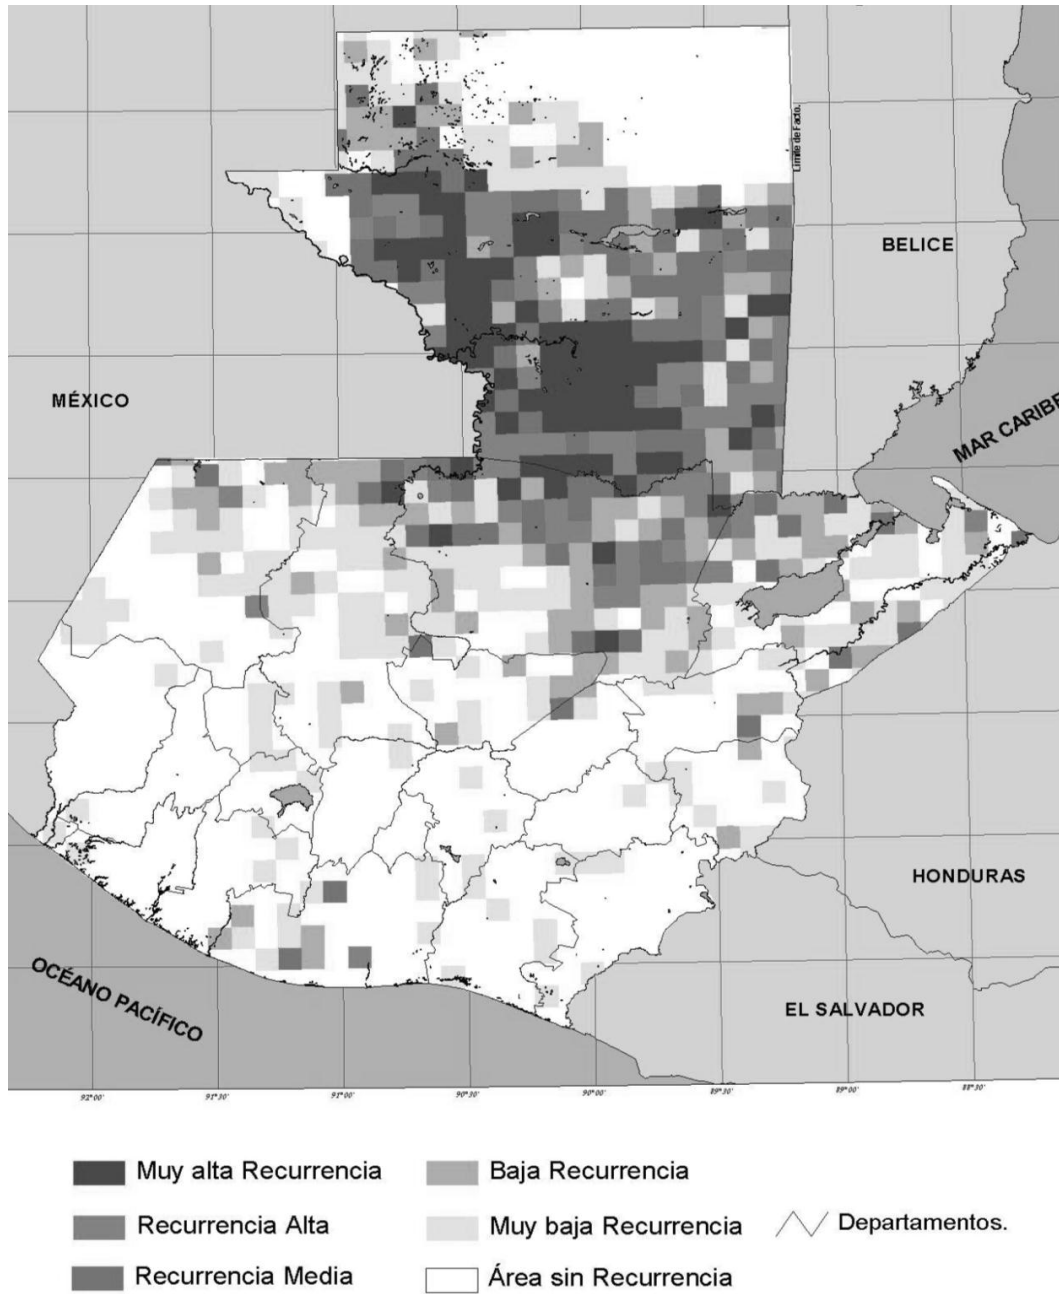 Límite de Facto.
BELICE
MÉXICO
MAR CARIBE
HONDURAS
OCÉANO PACÍFICO
EL SALVADOR
92°00' 91°30' 91°00' 90°30' 90°00' 89°30' 89°00' 88°30'
Muy alta Recurrencia Baja Recurrencia
Recurrencia Alta Muy baja Recurrencia Departamentos.
Recurrencia Media Área sin Recurrencia